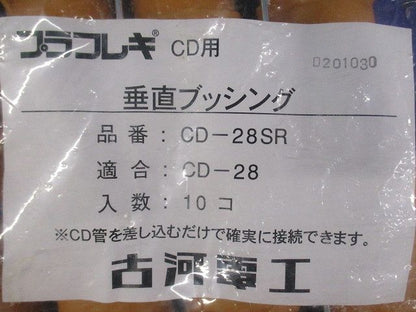 プラフレキ® CD用
0201030
垂直ブッシング
品番：CD－28SR
適合：CD－28
入数：10コ
※CD管を差し込むだけで確実に接続できます。
古河電工